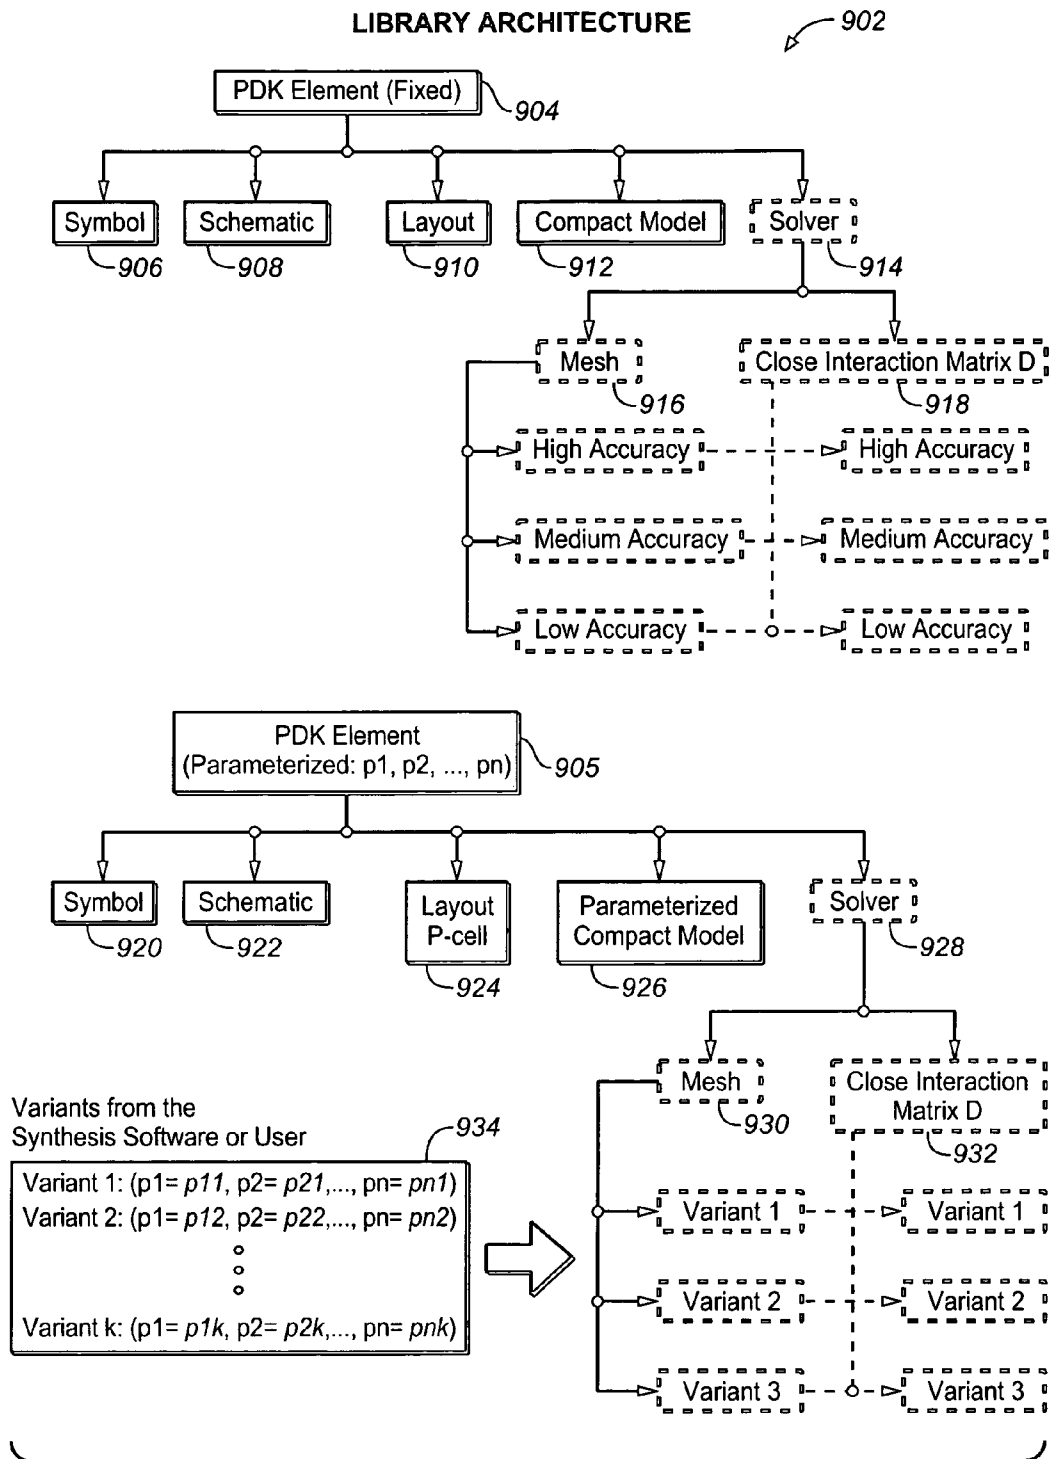 LIBRARY ARCHITECTURE
902
PDK Element (Fixed)
904
Symbol
Schematic
Layout
Compact Model
Solver
906
908
910
912
914
Mesh
Close Interaction Matrix D
916
918
High Accuracy
High Accuracy
Medium Accuracy
Medium Accuracy
Low Accuracy
Low Accuracy
PDK Element
(Parameterized: p1, p2, ..., pn)
905
Symbol
Schematic
Layout
P-cell
Parameterized
Compact Model
Solver
920
922
924
926
928
Mesh
Close Interaction
Matrix D
930
932
Variants from the
Synthesis Software or User
934
Variant 1: (p1= p11, p2= p21,..., pn= pn1)
Variant 2: (p1= p12, p2= p22,..., pn= pn2)
Variant k: (p1= p1k, p2= p2k,..., pn= pnk)
Variant 1
Variant 1
Variant 2
Variant 2
Variant 3
Variant 3